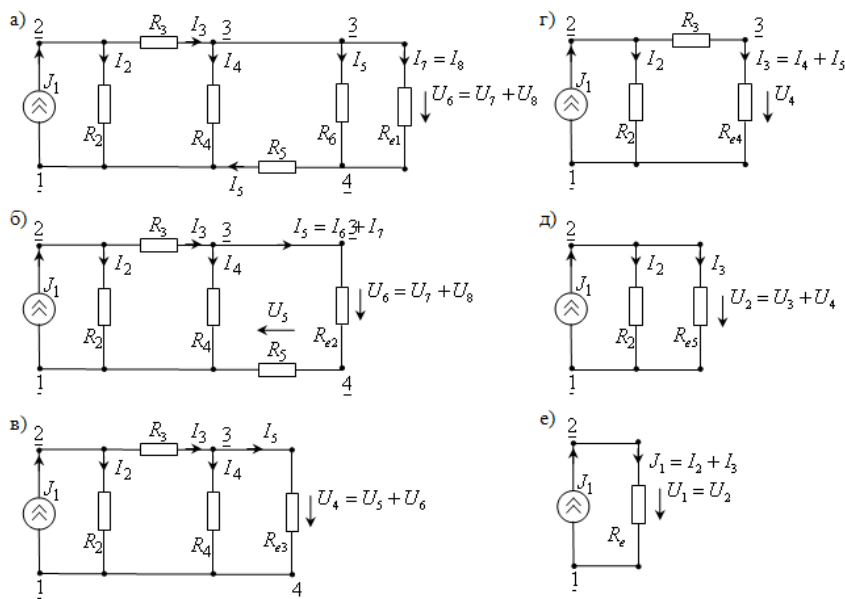 а)
2 R3 I3 3 3
J1 I2 I4 I5 I7 = I8
U6 = U7 + U8
R2 R4 R6 Re1
R5
1 I5 4
б)
2 R3 I3 3 I5 = I6 + I7 3
J1 I2 I4
U6 = U7 + U8
U5
R2 R4 R5 Re2
1 4
в)
2 R3 I3 3 I5
J1 I2 I4
U4 = U5 + U6
R2 R4 Re3
1 4
г)
2 R3 3
J1 I2 I3 = I4 + I5
U4
R2 Re4
1
д)
2
J1 I2 I3
U2 = U3 + U4
R2 Re5
1
е)
2
J1 J1 = I2 + I3
U1 = U2
Re
1